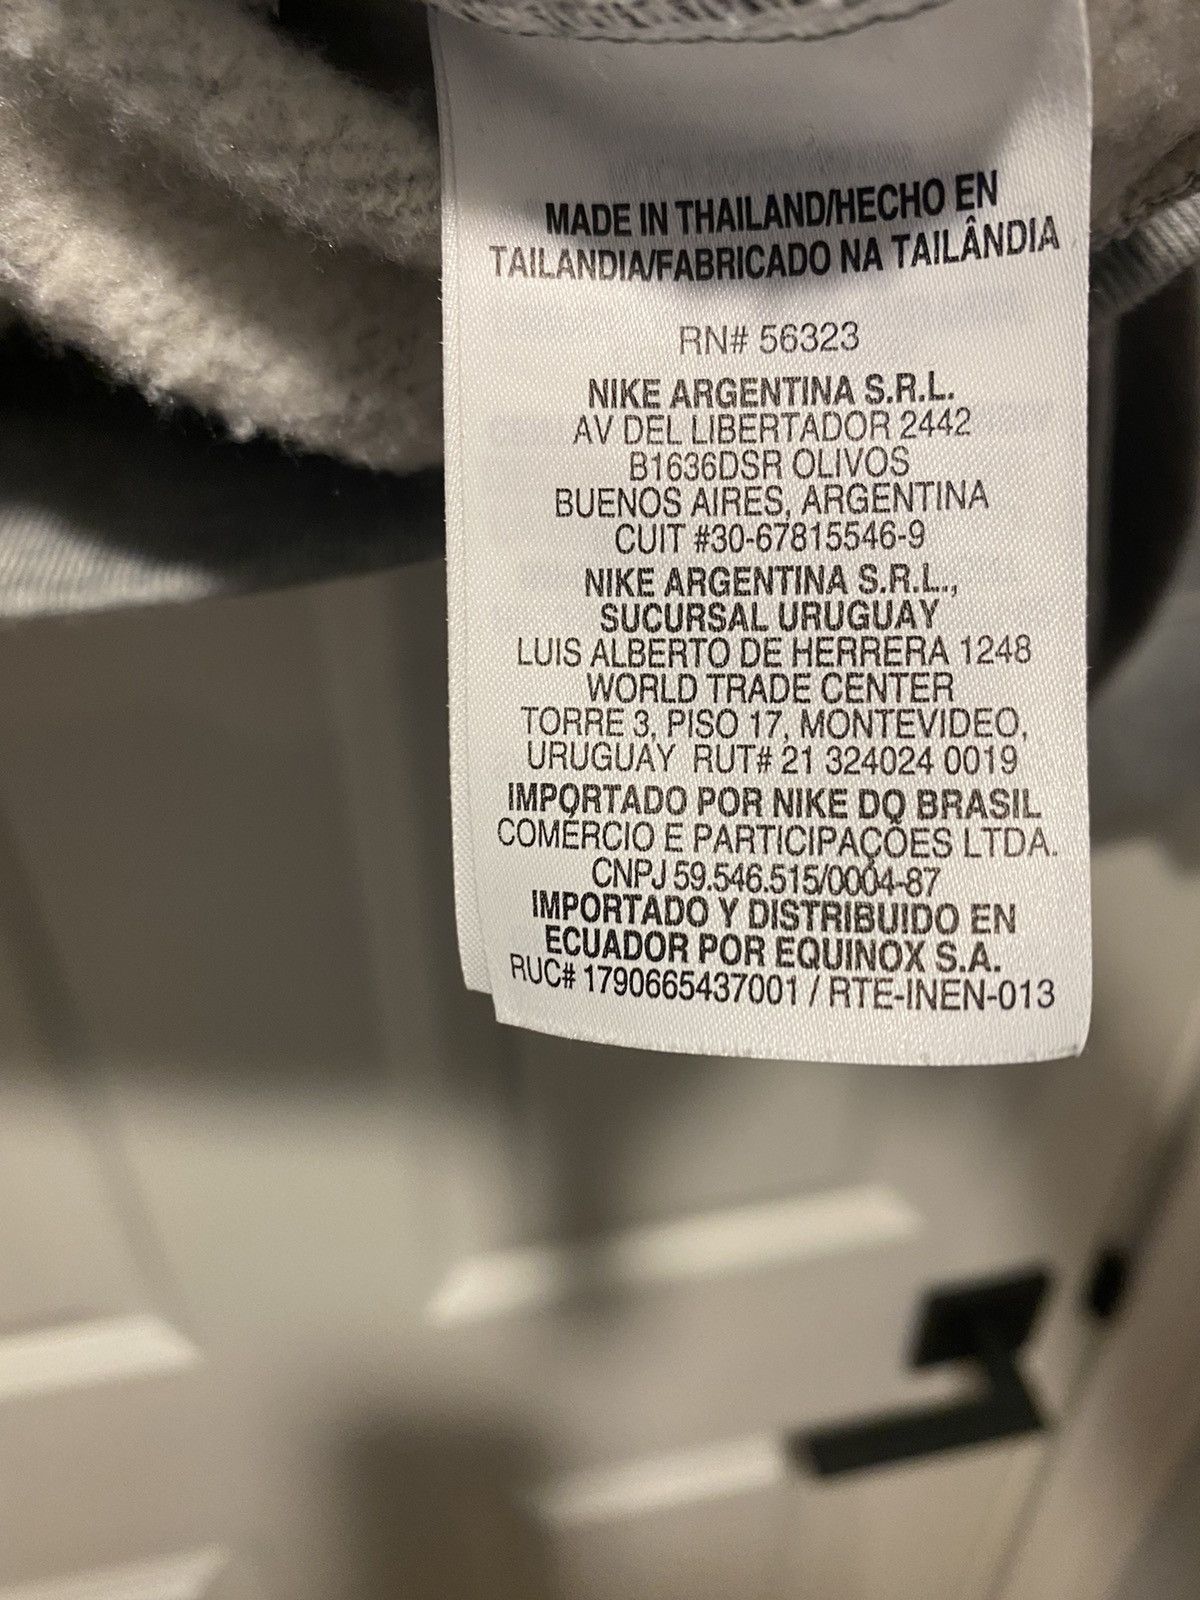 MADE IN THAILAND/HECHO EN
TAILANDIA/FABRICADO NA TAILÂNDIA
RN# 56323
NIKE ARGENTINA S.R.L.
AV DEL LIBERTADOR 2442
B1636DSR OLIVOS
BUENOS AIRES, ARGENTINA
CUIT #30-67815546-9
NIKE ARGENTINA S.R.L.,
SUCURSAL URUGUAY
LUIS ALBERTO DE HERRERA 1248
WORLD TRADE CENTER
TORRE 3, PISO 17, MONTEVIDEO,
URUGUAY RUT# 21 324024 0019
IMPORTADO POR NIKE DO BRASIL
COMÉRCIO E PARTICIPAÇÕES LTDA.
CNPJ 59.546.515/0004-87
IMPORTADO Y DISTRIBUIDO EN
ECUADOR POR EQUINOX S.A.
RUC# 1790665437001 / RTE-INEN-013